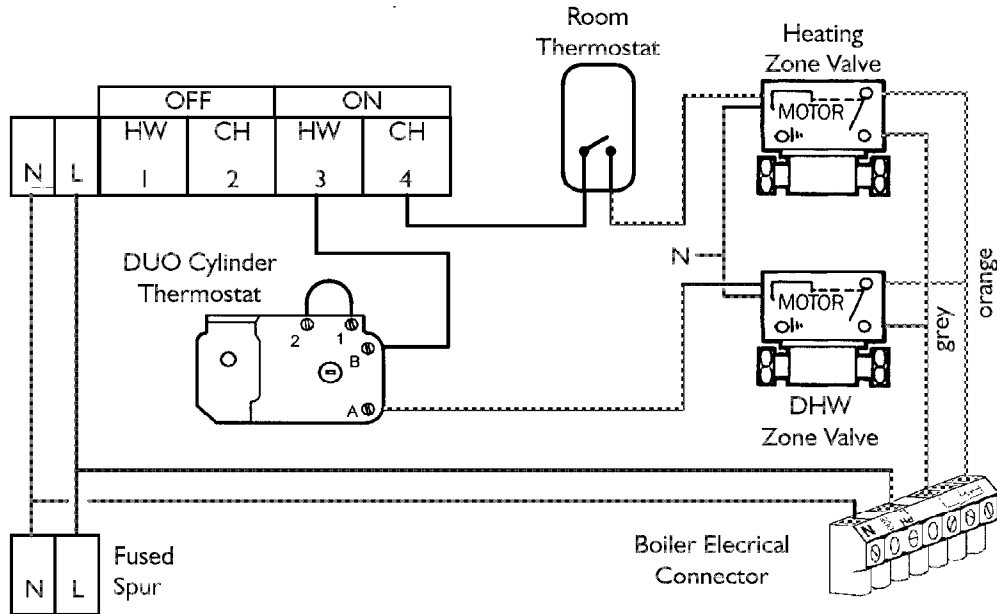 Room
Thermostat
Heating
Zone Valve
OFF ON
HW CH HW CH
N L 1 2 3 4
MOTOR
N
orange
DUO Cylinder
Thermostat
MOTOR
grey
2 1
B
A
DHW
Zone Valve
N
Boiler Elecrical
Connector
N L
Fused
Spur